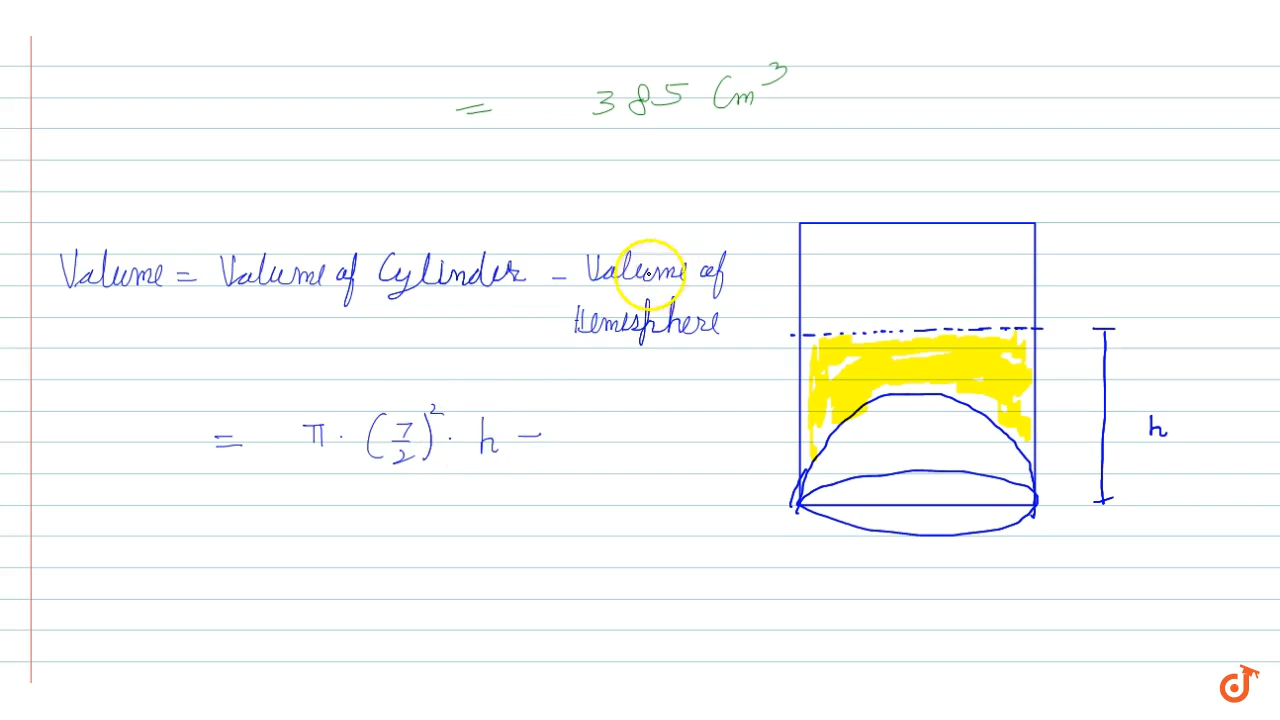 = 385 Cm³
Volume = Volume of Cylinder - Volume of
Hemisphere
= π · (7/2)² · h -
h